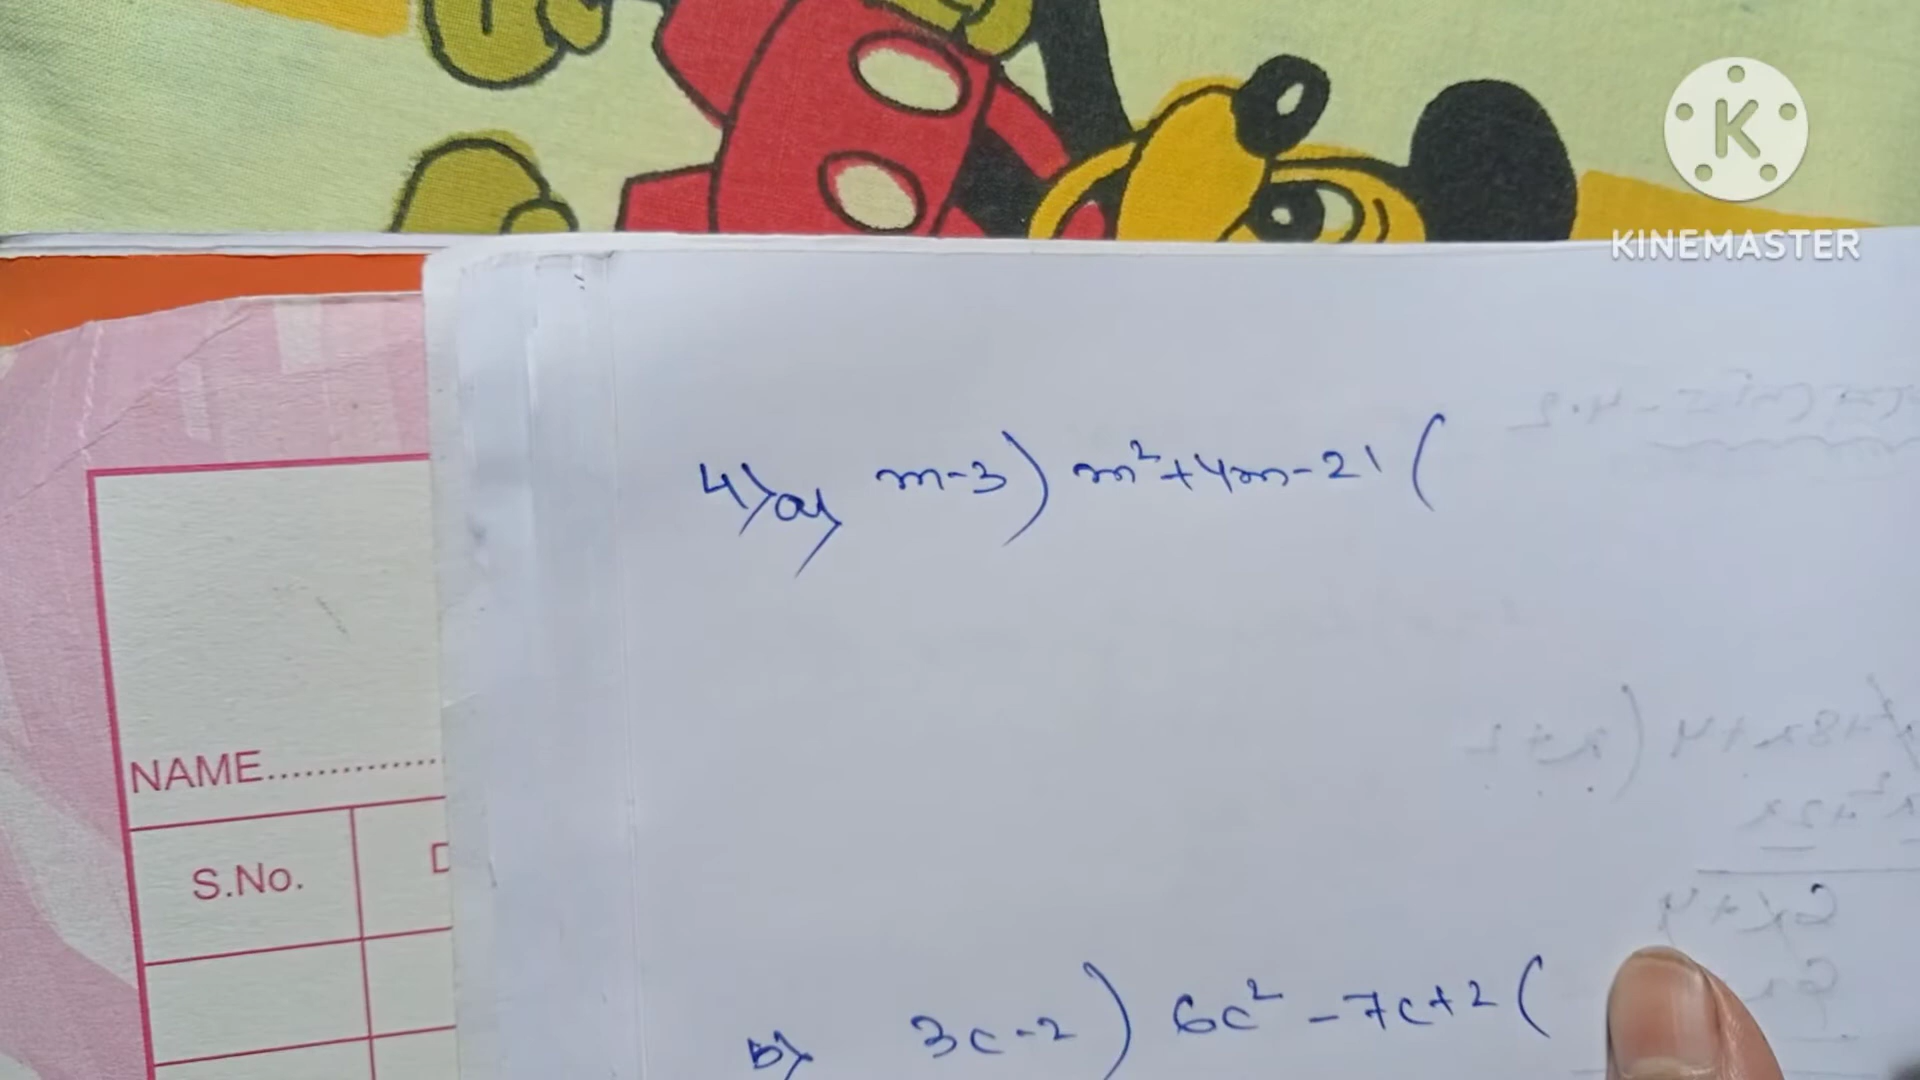 K
KINEMASTER
4) a) m-3) m²+4m-21 (
NAME
S.No.
b) 3c-2) 6c²-7c+2 (